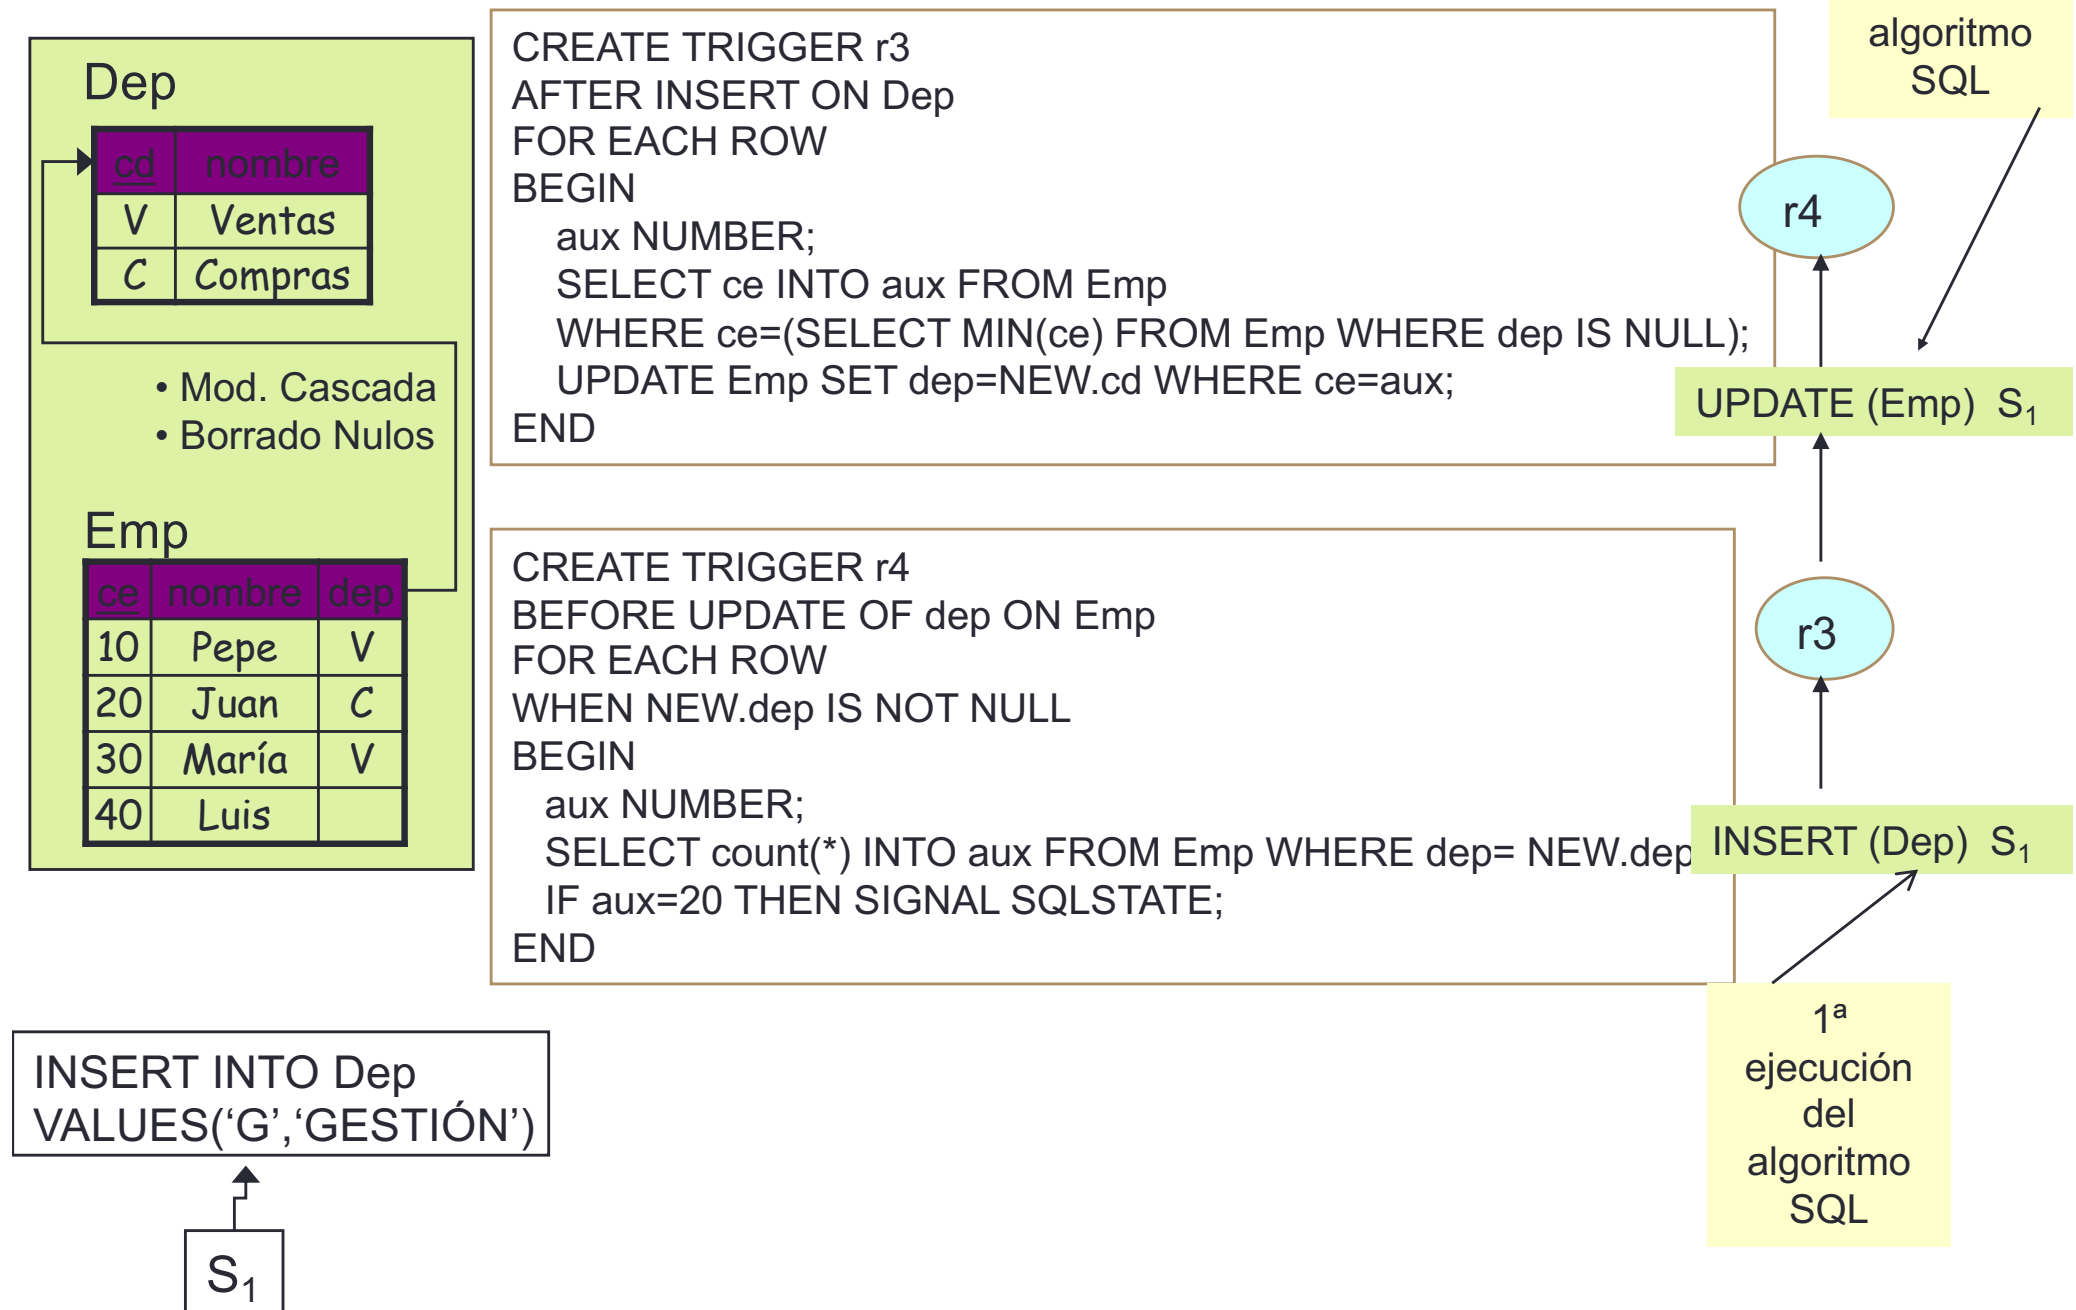 Dep
cd nombre
V Ventas
C Compras
• Mod. Cascada
• Borrado Nulos
Emp
ce nombre dep
10 Pepe V
20 Juan C
30 María V
40 Luis
CREATE TRIGGER r3
AFTER INSERT ON Dep
FOR EACH ROW
BEGIN
aux NUMBER;
SELECT ce INTO aux FROM Emp
WHERE ce=(SELECT MIN(ce) FROM Emp WHERE dep IS NULL);
UPDATE Emp SET dep=NEW.cd WHERE ce=aux;
END
CREATE TRIGGER r4
BEFORE UPDATE OF dep ON Emp
FOR EACH ROW
WHEN NEW.dep IS NOT NULL
BEGIN
aux NUMBER;
SELECT count(*) INTO aux FROM Emp WHERE dep= NEW.dep
IF aux=20 THEN SIGNAL SQLSTATE;
END
algoritmo
SQL
r4
UPDATE (Emp) S₁
r3
INSERT (Dep) S₁
1ª
ejecución
del
algoritmo
SQL
INSERT INTO Dep
VALUES(‘G’,‘GESTIÓN’)
S₁